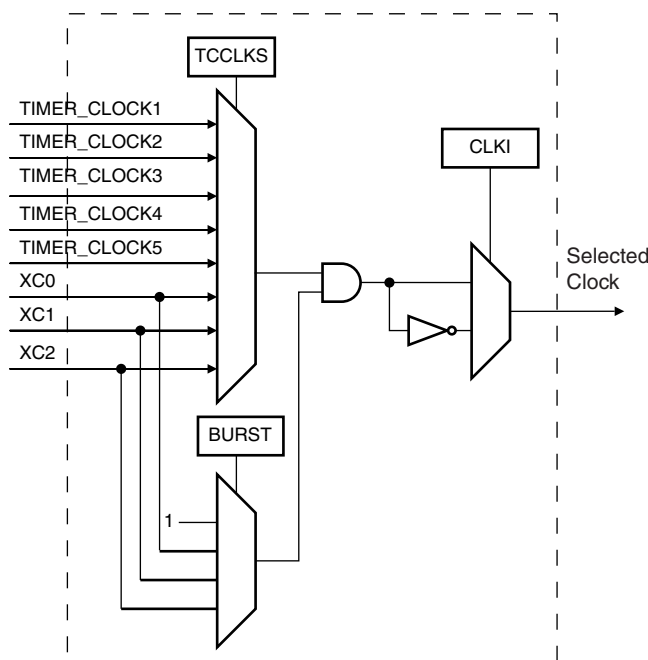 TCCLKS
TIMER_CLOCK1
TIMER_CLOCK2
TIMER_CLOCK3
TIMER_CLOCK4
TIMER_CLOCK5
XC0
XC1
XC2
CLKI
Selected
Clock
BURST
1